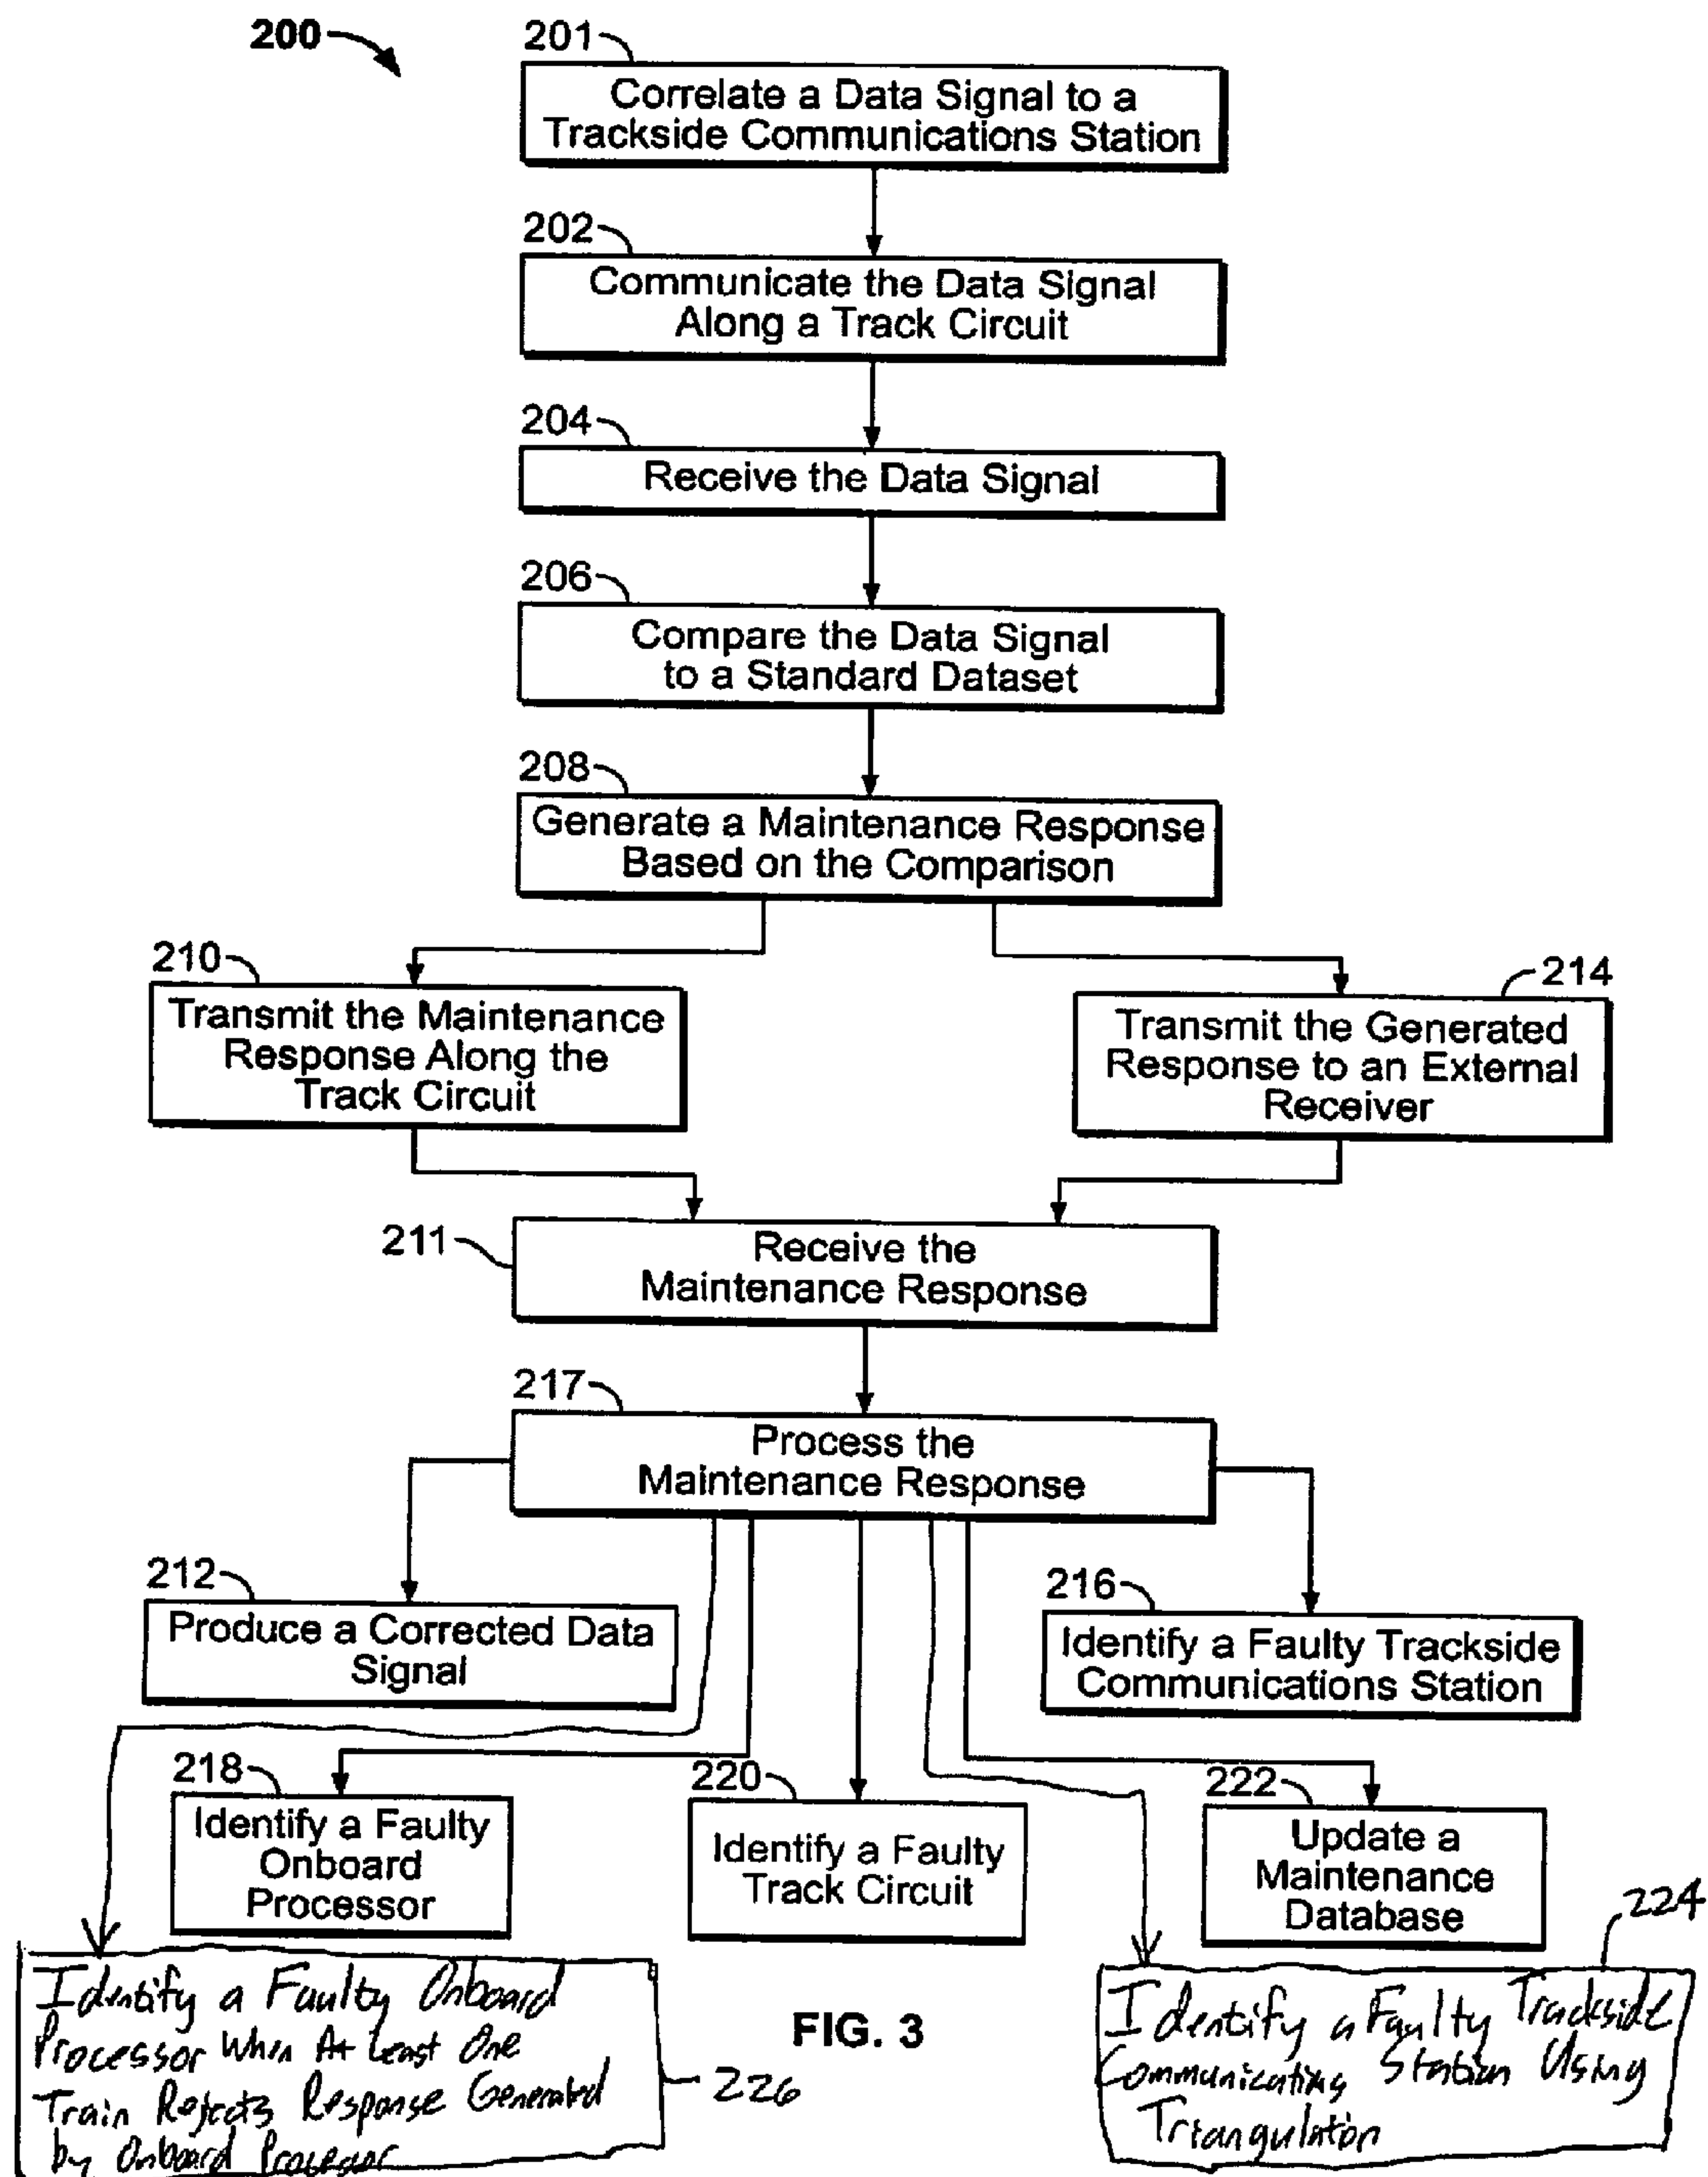 200
201
Correlate a Data Signal to a
Trackside Communications Station
202
Communicate the Data Signal
Along a Track Circuit
204
Receive the Data Signal
206
Compare the Data Signal
to a Standard Dataset
208
Generate a Maintenance Response
Based on the Comparison
210
Transmit the Maintenance
Response Along the
Track Circuit
214
Transmit the Generated
Response to an External
Receiver
211
Receive the
Maintenance Response
217
Process the
Maintenance Response
212
Produce a Corrected Data
Signal
216
Identify a Faulty Trackside
Communications Station
218
Identify a Faulty
Onboard
Processor
220
Identify a Faulty
Track Circuit
222
Update a
Maintenance
Database
224
Identify a Faulty Onboard
Processor When At Least One
Train Rejects Response Generated
by Onboard Processor
226
FIG. 3
Identify a Faulty Trackside
Communicating Station Using
Triangulation